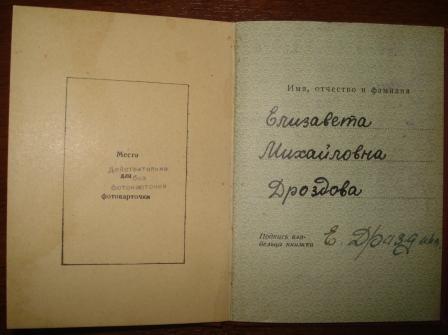 Место
Действительна
для без
фотокарточки
фотокарточки
Имя, отчество и фамилия
Елизавета
Михайловна
Дроздова
Подпись вла-
дельца книжки Е. Дроздова